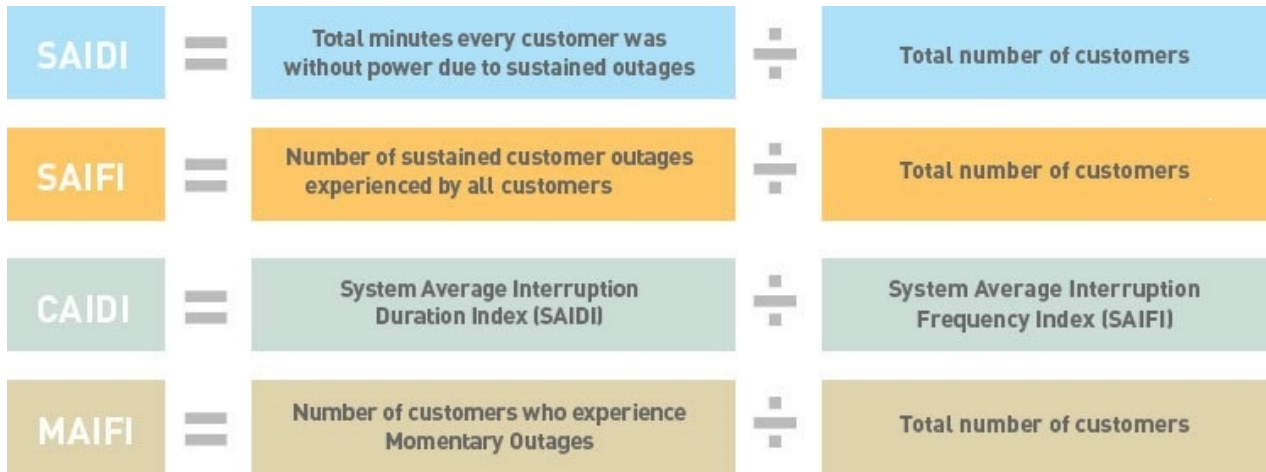 SAIDI
=
Total minutes every customer was
without power due to sustained outages
÷
Total number of customers
SAIFI
=
Number of sustained customer outages
experienced by all customers
÷
Total number of customers
CAIDI
=
System Average Interruption
Duration Index (SAIDI)
÷
System Average Interruption
Frequency Index (SAIFI)
MAIFI
=
Number of customers who experience
Momentary Outages
÷
Total number of customers